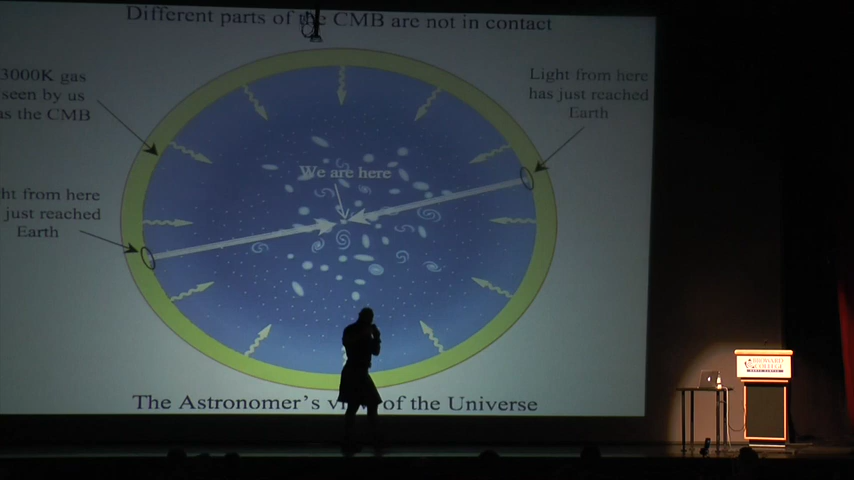 Different parts of the CMB are not in contact
3000K gas
seen by us
as the CMB
Light from here
has just reached
Earth
We are here
ht from here
just reached
Earth
The Astronomer's view of the Universe
BROWARD
COLLEGE